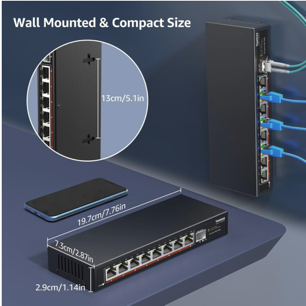 Wall Mounted & Compact Size
13cm/5.1in
19.7cm/7.76in
7.3cm/2.87in
2.9cm/1.14in